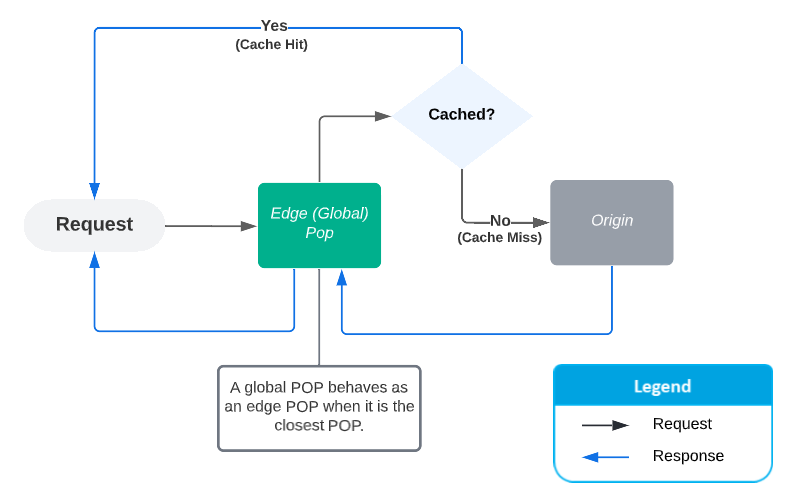 Yes
(Cache Hit)
Cached?
Request
Edge (Global)
Pop
No
(Cache Miss)
Origin
A global POP behaves as
an edge POP when it is the
closest POP.
Legend
Request
Response